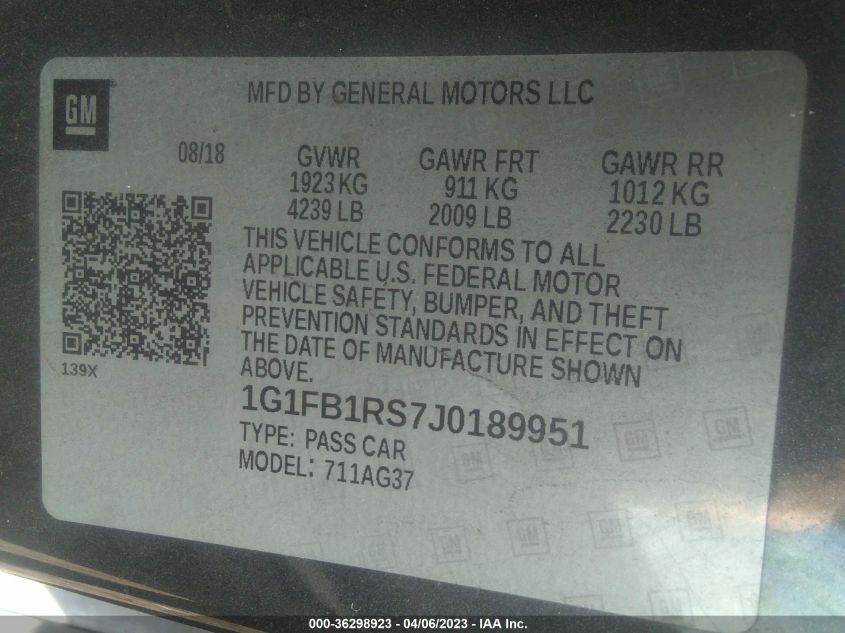 GM
MFD BY GENERAL MOTORS LLC
08/18 GVWR GAWR FRT GAWR RR
1923 KG 911 KG 1012 KG
4239 LB 2009 LB 2230 LB
THIS VEHICLE CONFORMS TO ALL
APPLICABLE U.S. FEDERAL MOTOR
VEHICLE SAFETY, BUMPER, AND THEFT
PREVENTION STANDARDS IN EFFECT ON
THE DATE OF MANUFACTURE SHOWN
ABOVE.
139X
1G1FB1RS7J0189951
TYPE: PASS CAR
MODEL: 711AG37
000-36298923 - 04/06/2023 - IAA Inc.